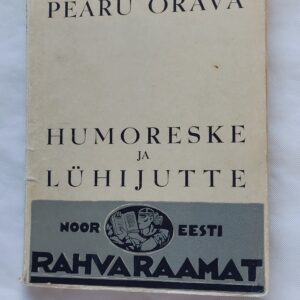 PEARU ORAVA
HUMORESKE
JA
LÜHIJUTTE
NOOR EESTI
RAHVARAAMAT